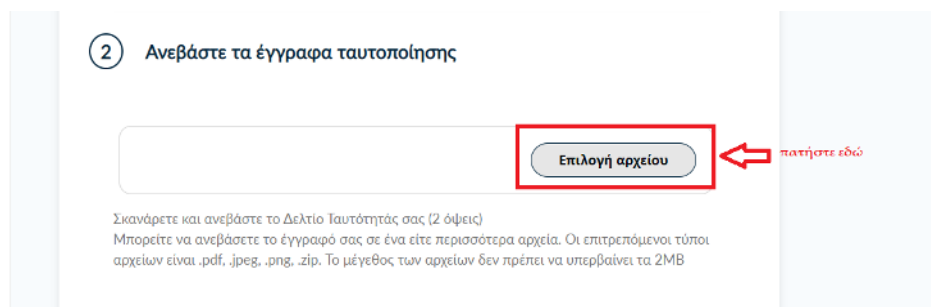 2 Ανεβάστε τα έγγραφα ταυτοποίησης
Επιλογή αρχείου
πατήστε εδώ
Σκανάρετε και ανεβάστε το Δελτίο Ταυτότητάς σας (2 όψεις)
Μπορείτε να ανεβάσετε το έγγραφό σας σε ένα είτε περισσότερα αρχεία. Οι επιτρεπόμενοι τύποι
αρχείων είναι .pdf, .jpeg, .png, .zip. Το μέγεθος των αρχείων δεν πρέπει να υπερβαίνει τα 2MB